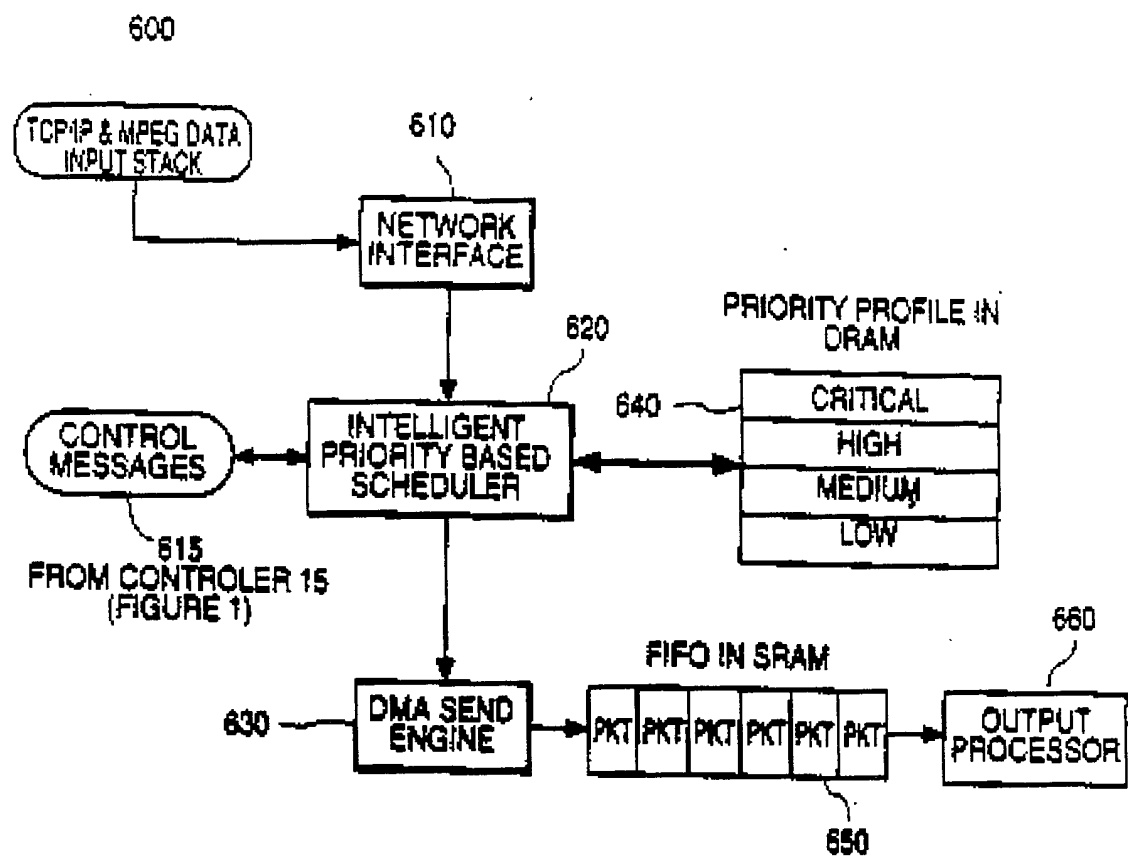 600
TCP/IP & MPEG DATA
INPUT STACK
610
NETWORK
INTERFACE
620
PRIORITY PROFILE IN
DRAM
640
CRITICAL
HIGH
MEDIUM
LOW
CONTROL
MESSAGES
INTELLIGENT
PRIORITY BASED
SCHEDULER
615
FROM CONTROLER 15
(FIGURE 1)
660
FIFO IN SRAM
630
DMA SEND
ENGINE
PKT PKT PKT PKT PKT PKT
OUTPUT
PROCESSOR
650